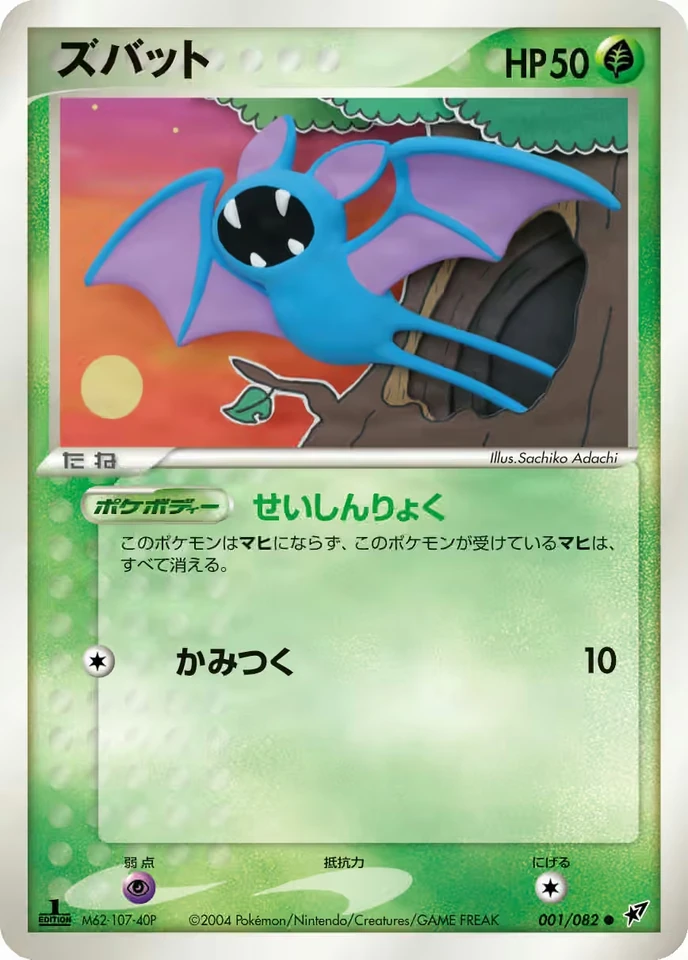 ズバット
HP50
Illus.Sachiko Adachi
たね
ポケボディー せいしんりょく
このポケモンはマヒにならず、このポケモンが受けているマヒは、
すべて消える。
かみつく 10
弱点 抵抗力 にげる
1 EDITION M62-107-40P ©2004 Pokémon/Nintendo/Creatures/GAME FREAK 001/082